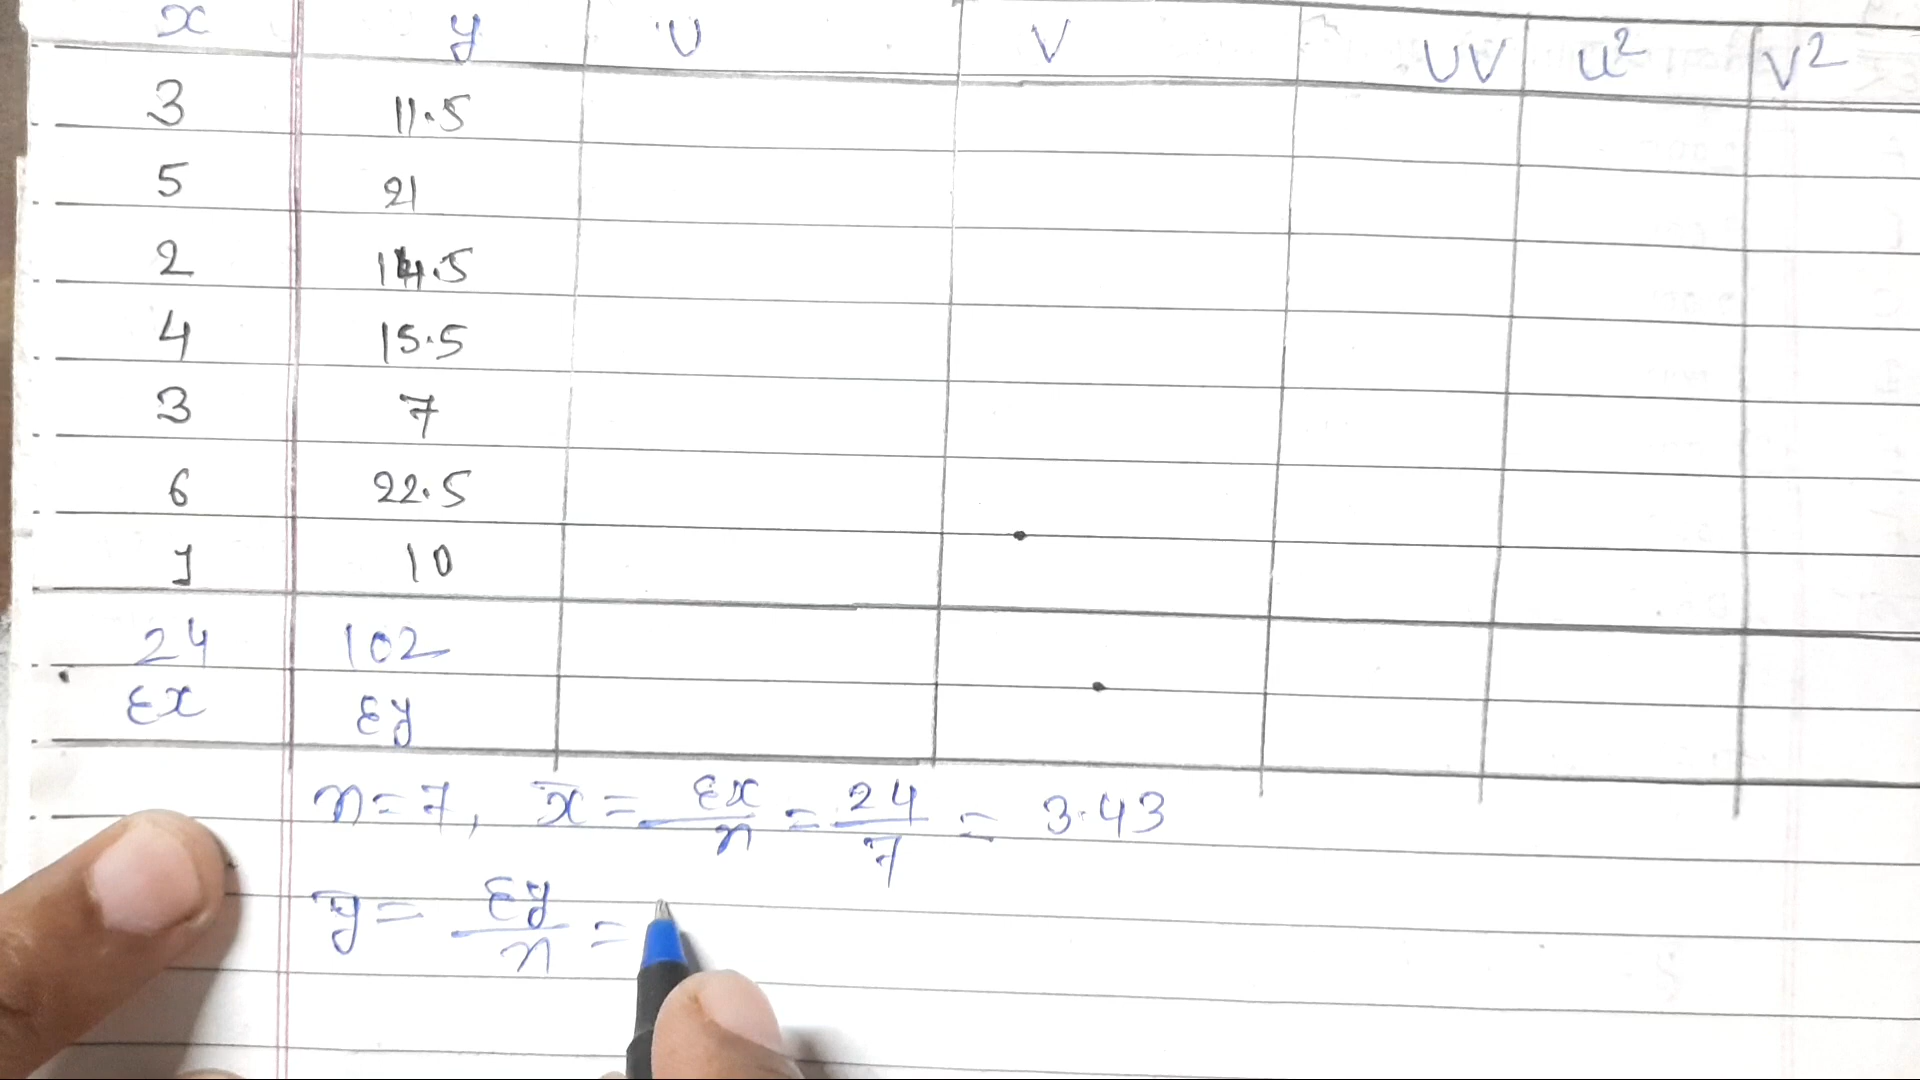 x y U V UV u² V²
3 11.5
5 21
2 14.5
4 15.5
3 7
6 22.5
1 10
24 102
Σx Σy
n=7, x̄ = Σx/n = 24/7 = 3.43
ȳ = Σy/n =